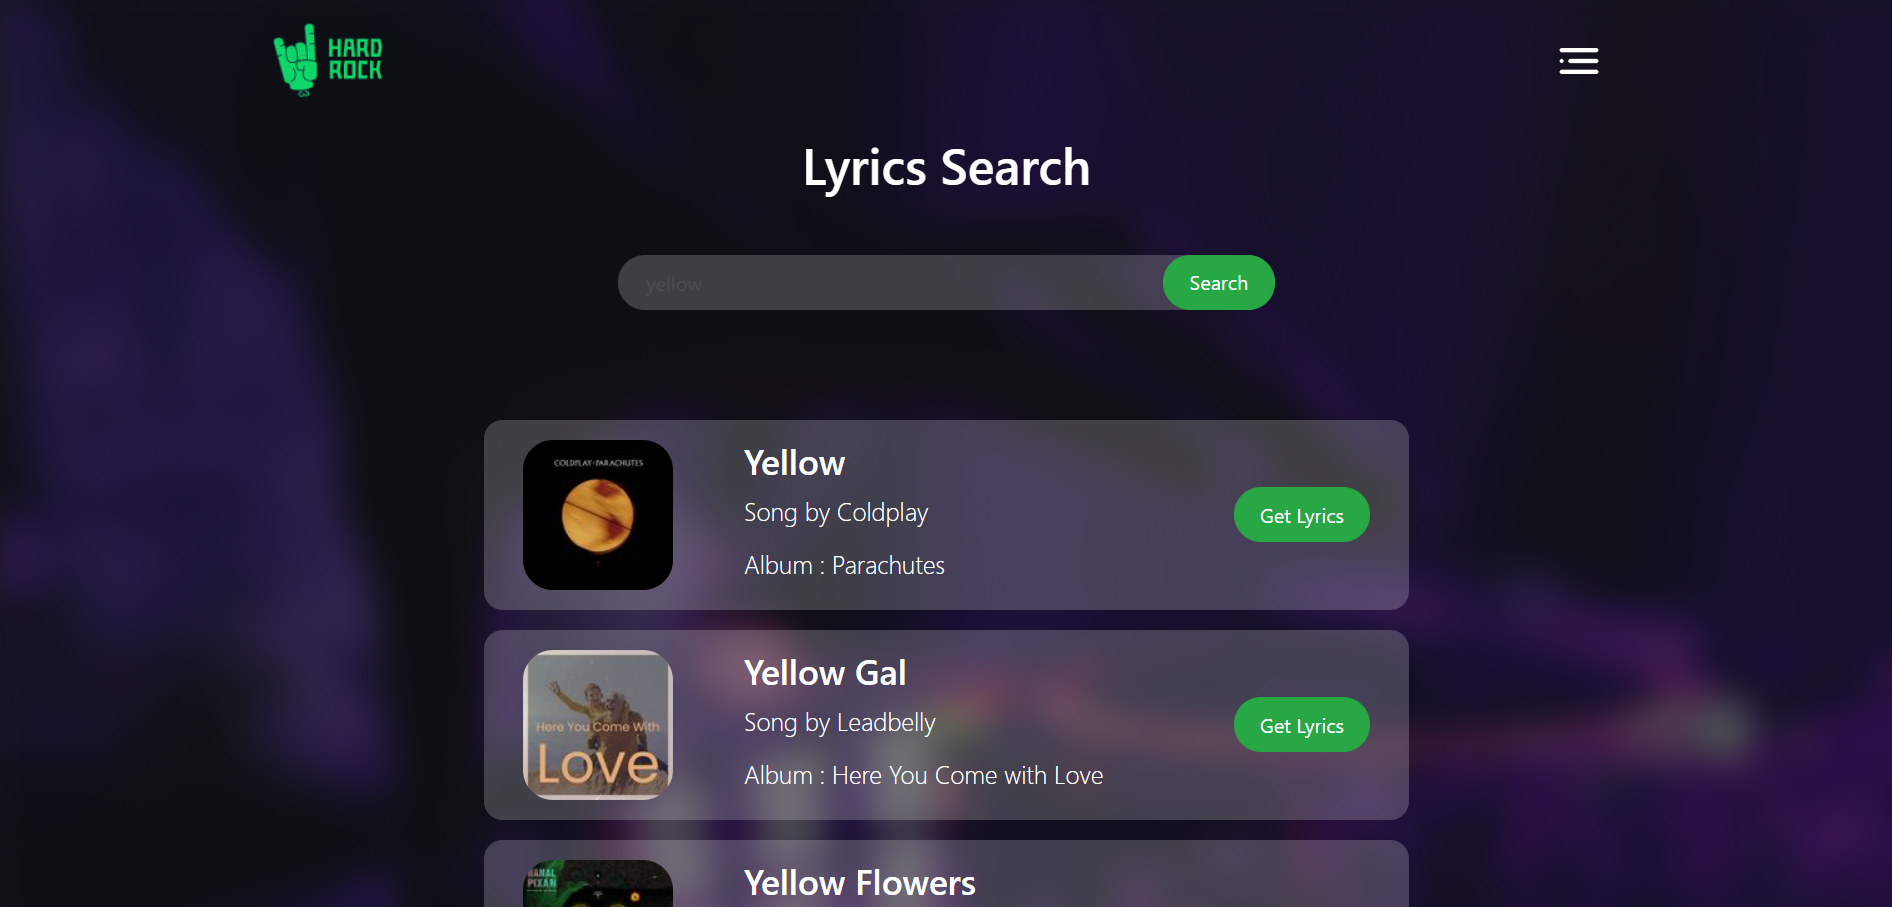 HARD
ROCK
Lyrics Search
yellow
Search
COLDPLAY·PARACHUTES
Yellow
Song by Coldplay
Album : Parachutes
Get Lyrics
Here You Come With
Love
Yellow Gal
Song by Leadbelly
Album : Here You Come with Love
Get Lyrics
PIXAN
Yellow Flowers